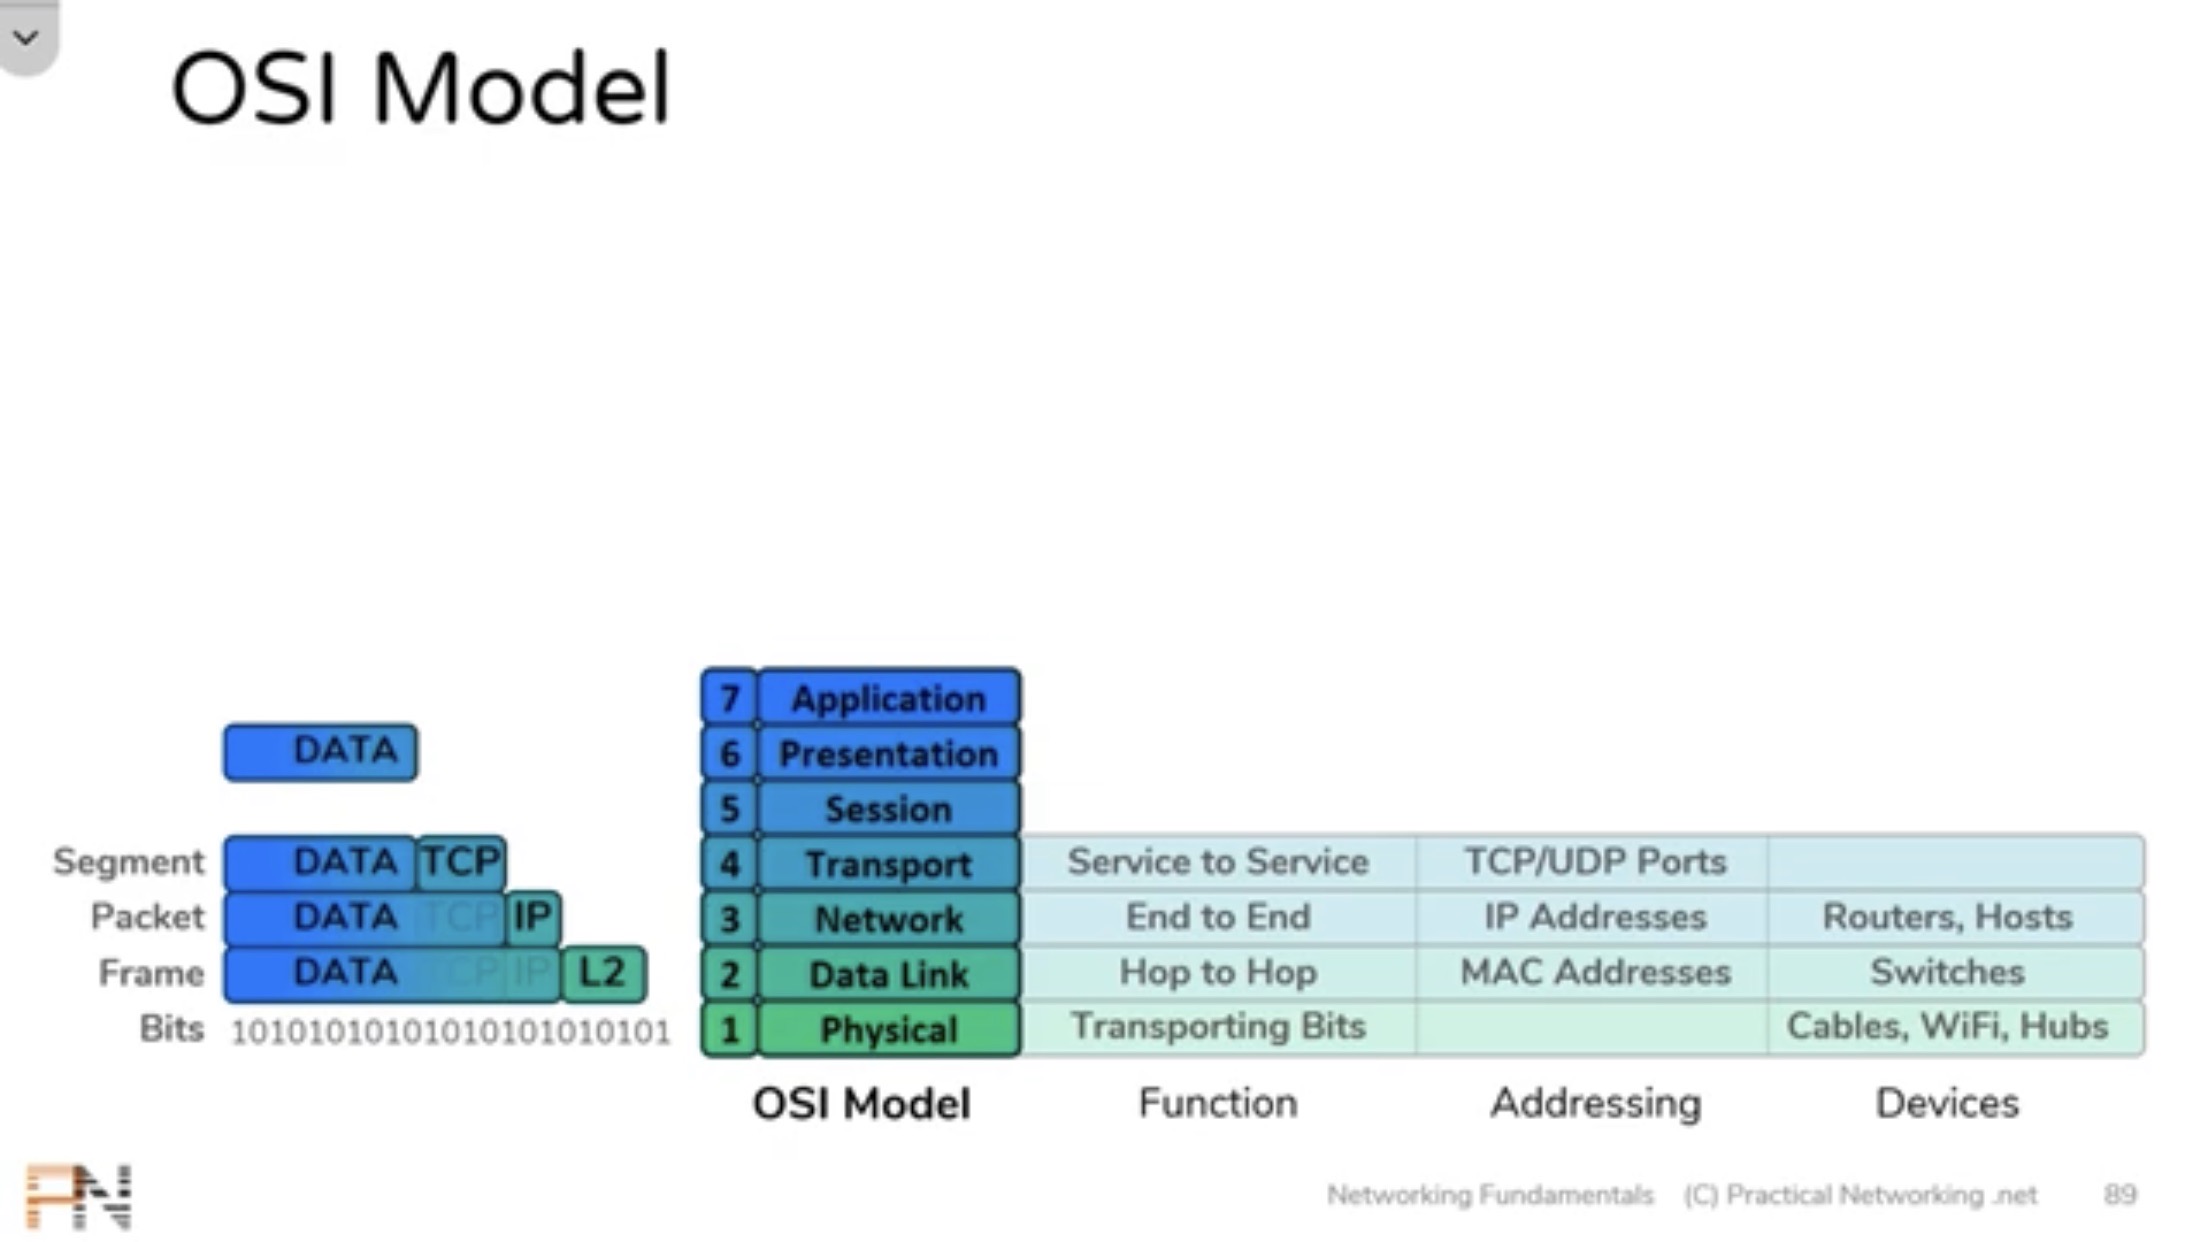 OSI Model
7 Application
DATA 6 Presentation
5 Session
Segment DATA TCP 4 Transport Service to Service TCP/UDP Ports
Packet DATA TCP IP 3 Network End to End IP Addresses Routers, Hosts
Frame DATA TCP IP L2 2 Data Link Hop to Hop MAC Addresses Switches
Bits 10101010101010101010101 1 Physical Transporting Bits Cables, WiFi, Hubs
OSI Model Function Addressing Devices
PN Networking Fundamentals (C) Practical Networking .net 89